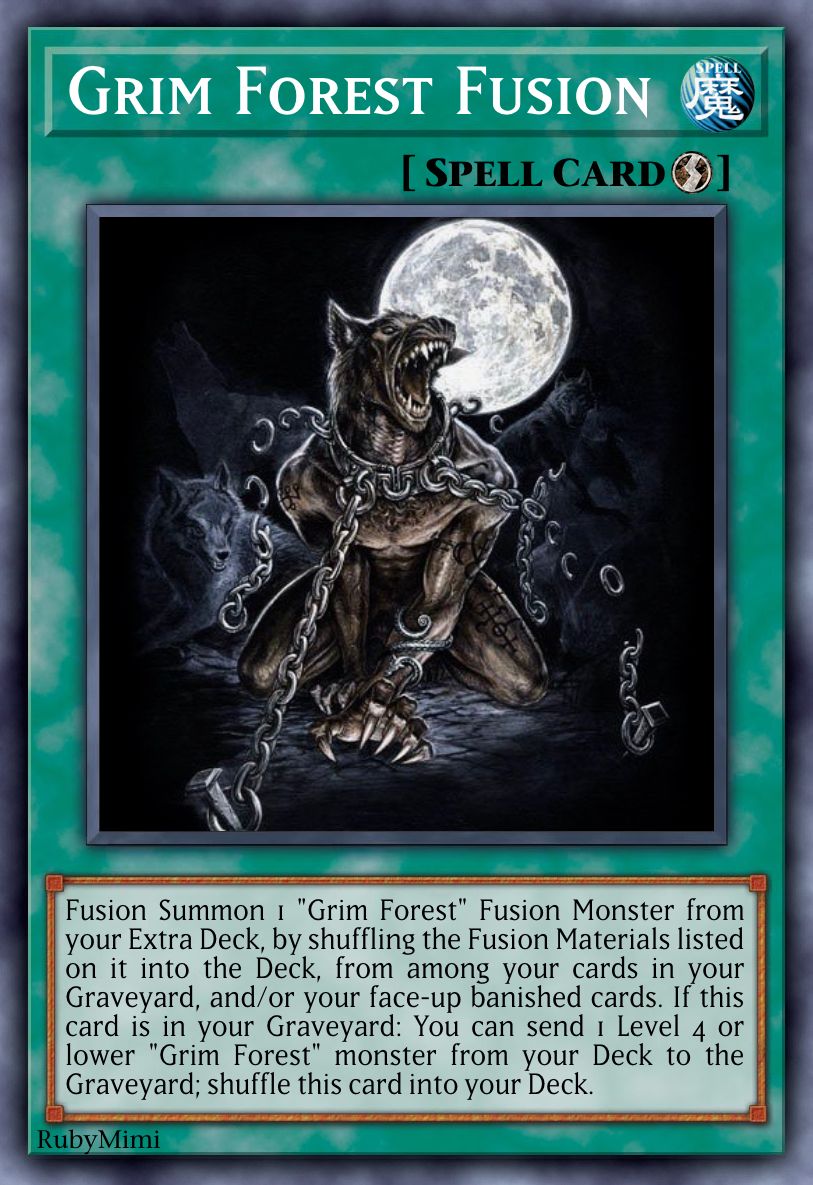 Grim Forest Fusion
SPELL
魔
[ Spell Card ]
Fusion Summon 1 "Grim Forest" Fusion Monster from
your Extra Deck, by shuffling the Fusion Materials listed
on it into the Deck, from among your cards in your
Graveyard, and/or your face-up banished cards. If this
card is in your Graveyard: You can send 1 Level 4 or
lower "Grim Forest" monster from your Deck to the
Graveyard; shuffle this card into your Deck.
RubyMimi